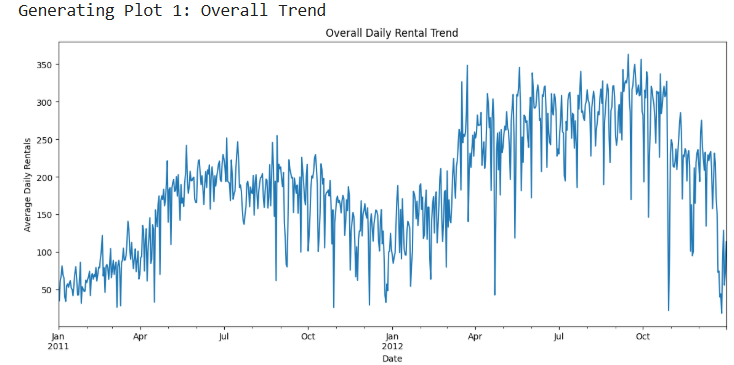 Generating Plot 1: Overall Trend
Overall Daily Rental Trend
Average Daily Rentals
350
300
250
200
150
100
50
Jan Apr Jul Oct Jan Apr Jul Oct
2011 2012
Date